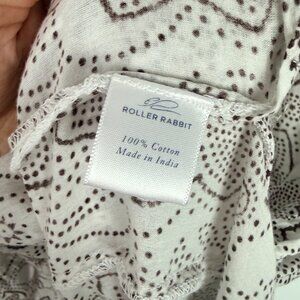 ROLLER RABBIT
100% Cotton
Made in India